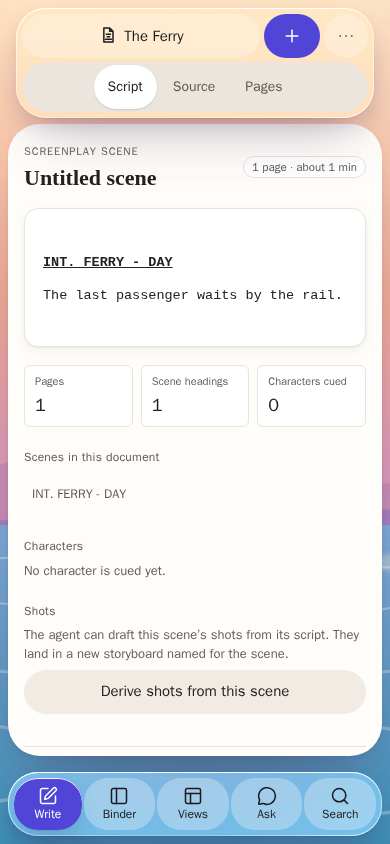 The Ferry
...
Script Source Pages
SCREENPLAY SCENE
Untitled scene
1 page · about 1 min
INT. FERRY - DAY
The last passenger waits by the rail.
Pages
1
Scene headings
1
Characters cued
0
Scenes in this document
INT. FERRY - DAY
Characters
No character is cued yet.
Shots
The agent can draft this scene’s shots from its script. They
land in a new storyboard named for the scene.
Derive shots from this scene
Write Binder Views Ask Search